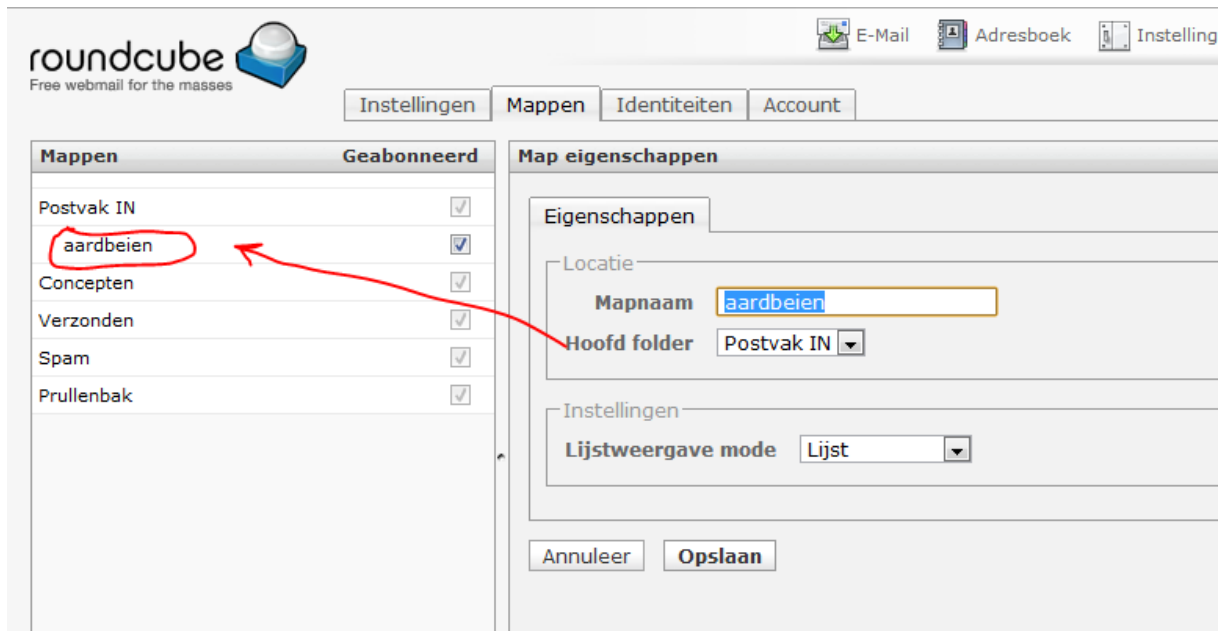 roundcube
Free webmail for the masses
E-Mail Adresboek Instelling
Instellingen Mappen Identiteiten Account
Mappen Geabonneerd
Postvak IN
aardbeien
Concepten
Verzonden
Spam
Prullenbak
Map eigenschappen
Eigenschappen
Locatie
Mapnaam aardbeien
Hoofd folder Postvak IN
Instellingen
Lijstweergave mode Lijst
Annuleer Opslaan